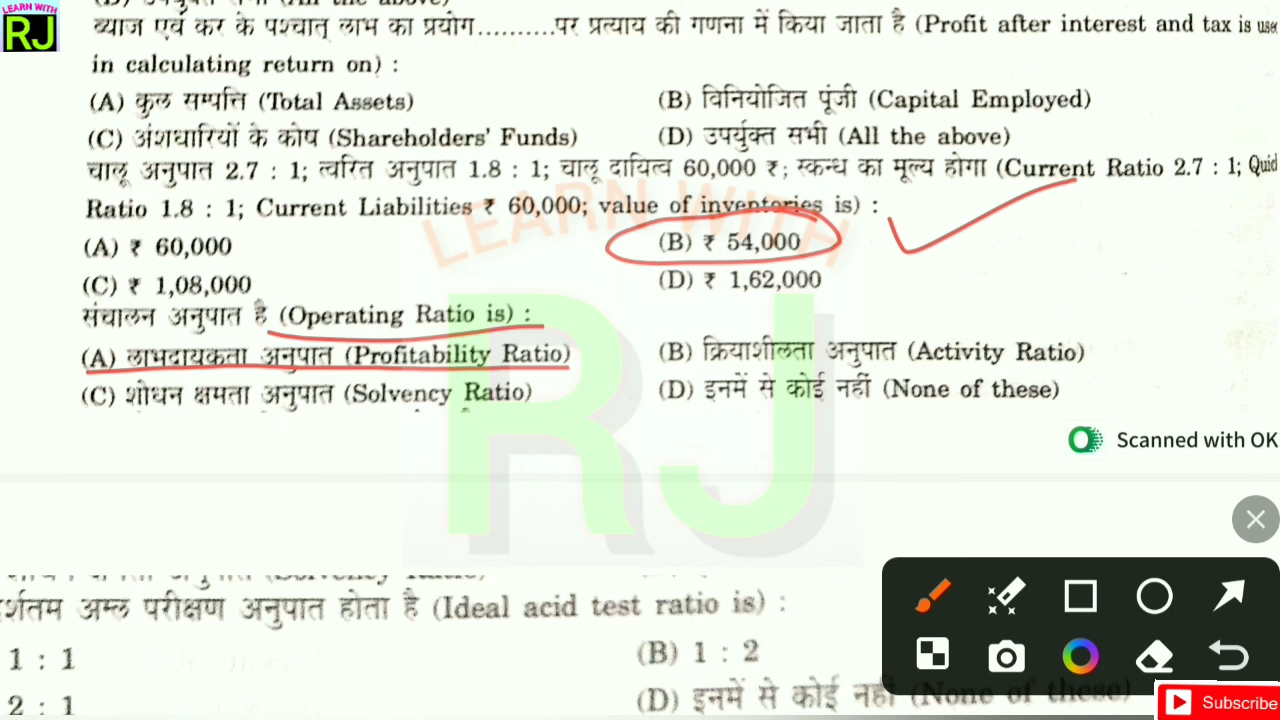 LEARN WITH
RJ
व्याज एवं कर के पश्चात् लाभ का प्रयोग..........पर प्रत्याय की गणना में किया जाता है (Profit after interest and tax is use
in calculating return on) :
(A) कुल सम्पत्ति (Total Assets)
(B) विनियोजित पूंजी (Capital Employed)
(C) अंशधारियों के कोष (Shareholders' Funds)
(D) उपर्युक्त सभी (All the above)
चालू अनुपात 2.7 : 1; त्वरित अनुपात 1.8 : 1; चालू दायित्व 60,000 ₹; स्कन्ध का मूल्य होगा (Current Ratio 2.7 : 1; Quid
Ratio 1.8 : 1; Current Liabilities ₹ 60,000; value of inventories is) :
(A) ₹ 60,000
(B) ₹ 54,000
(C) ₹ 1,08,000
(D) ₹ 1,62,000
संचालन अनुपात है (Operating Ratio is) :
(A) लाभदायकता अनुपात (Profitability Ratio)
(B) क्रियाशीलता अनुपात (Activity Ratio)
(C) शोधन क्षमता अनुपात (Solvency Ratio)
(D) इनमें से कोई नहीं (None of these)
LEARN WITH
RJ
Scanned with OK
र्शतम अम्ल परीक्षण अनुपात होता है (Ideal acid test ratio is) :
1 : 1
(B) 1 : 2
2 : 1
(D) इनमें से कोई नहीं (None of these)
Subscribe